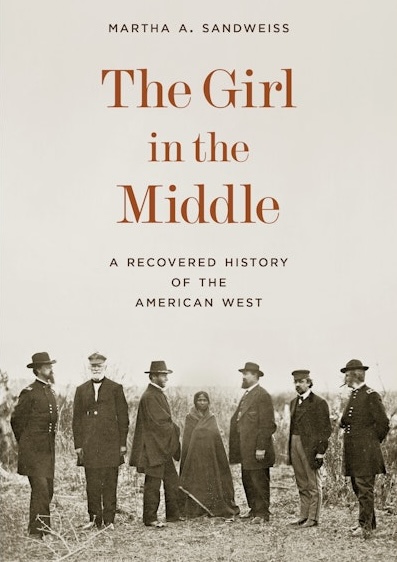 MARTHA A. SANDWEISS
The Girl
in the
Middle
A RECOVERED HISTORY
OF THE
AMERICAN WEST